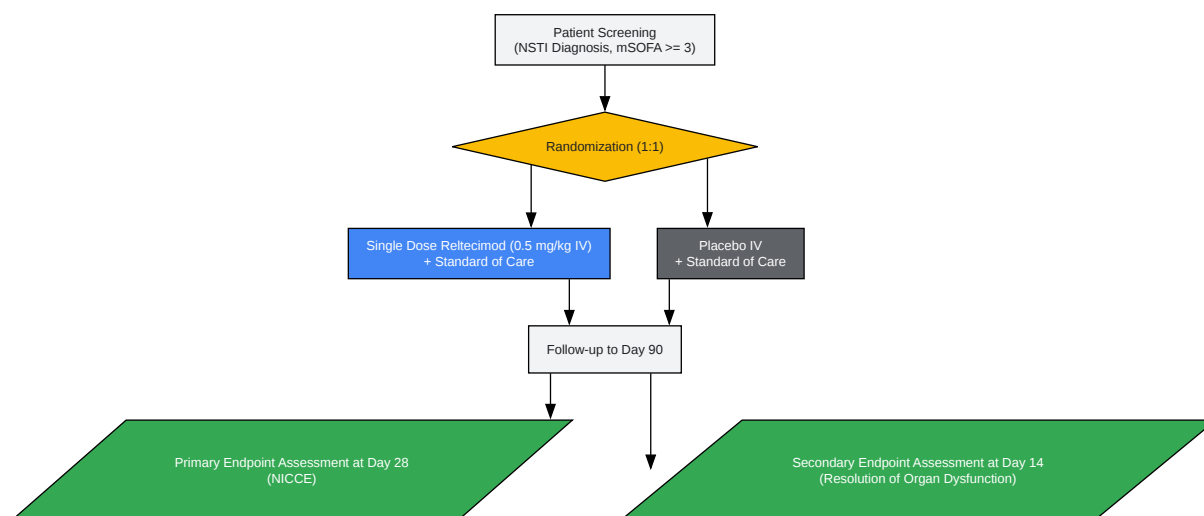 Patient Screening
(NSTI Diagnosis, mSOFA >= 3)
Randomization (1:1)
Single Dose Reltecimod (0.5 mg/kg IV)
+ Standard of Care
Placebo IV
+ Standard of Care
Follow-up to Day 90
Primary Endpoint Assessment at Day 28
(NICCE)
Secondary Endpoint Assessment at Day 14
(Resolution of Organ Dysfunction)